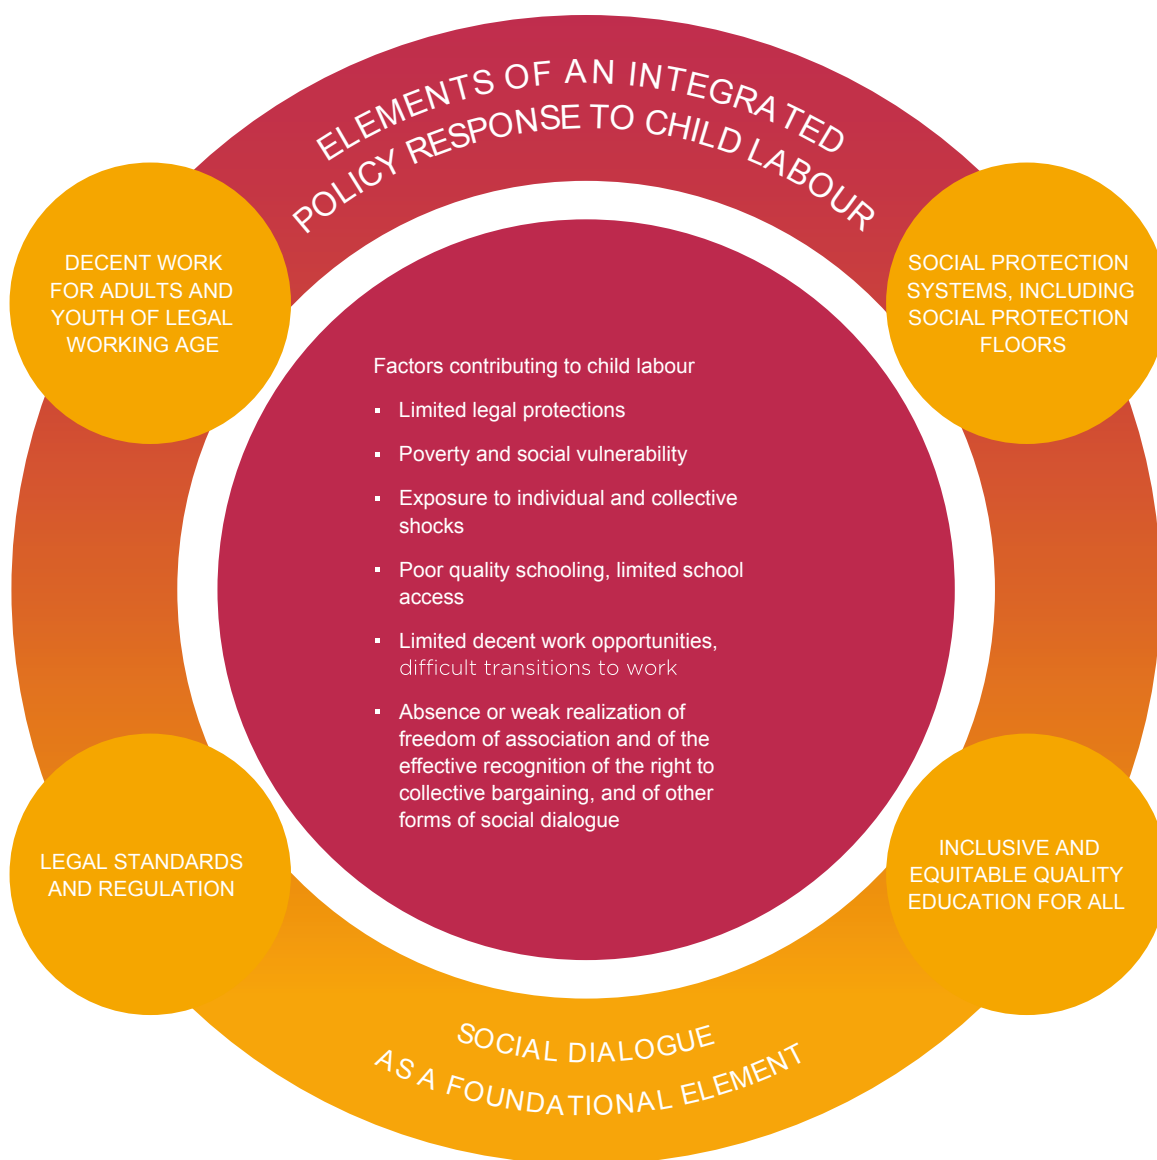 ELEMENTS OF AN INTEGRATED
POLICY RESPONSE TO CHILD LABOUR
DECENT WORK
FOR ADULTS AND
YOUTH OF LEGAL
WORKING AGE
SOCIAL PROTECTION
SYSTEMS, INCLUDING
SOCIAL PROTECTION
FLOORS
Factors contributing to child labour
▪ Limited legal protections
▪ Poverty and social vulnerability
▪ Exposure to individual and collective
shocks
▪ Poor quality schooling, limited school
access
▪ Limited decent work opportunities,
difficult transitions to work
▪ Absence or weak realization of
freedom of association and of the
effective recognition of the right to
collective bargaining, and of other
forms of social dialogue
LEGAL STANDARDS
AND REGULATION
INCLUSIVE AND
EQUITABLE QUALITY
EDUCATION FOR ALL
SOCIAL DIALOGUE
AS A FOUNDATIONAL ELEMENT